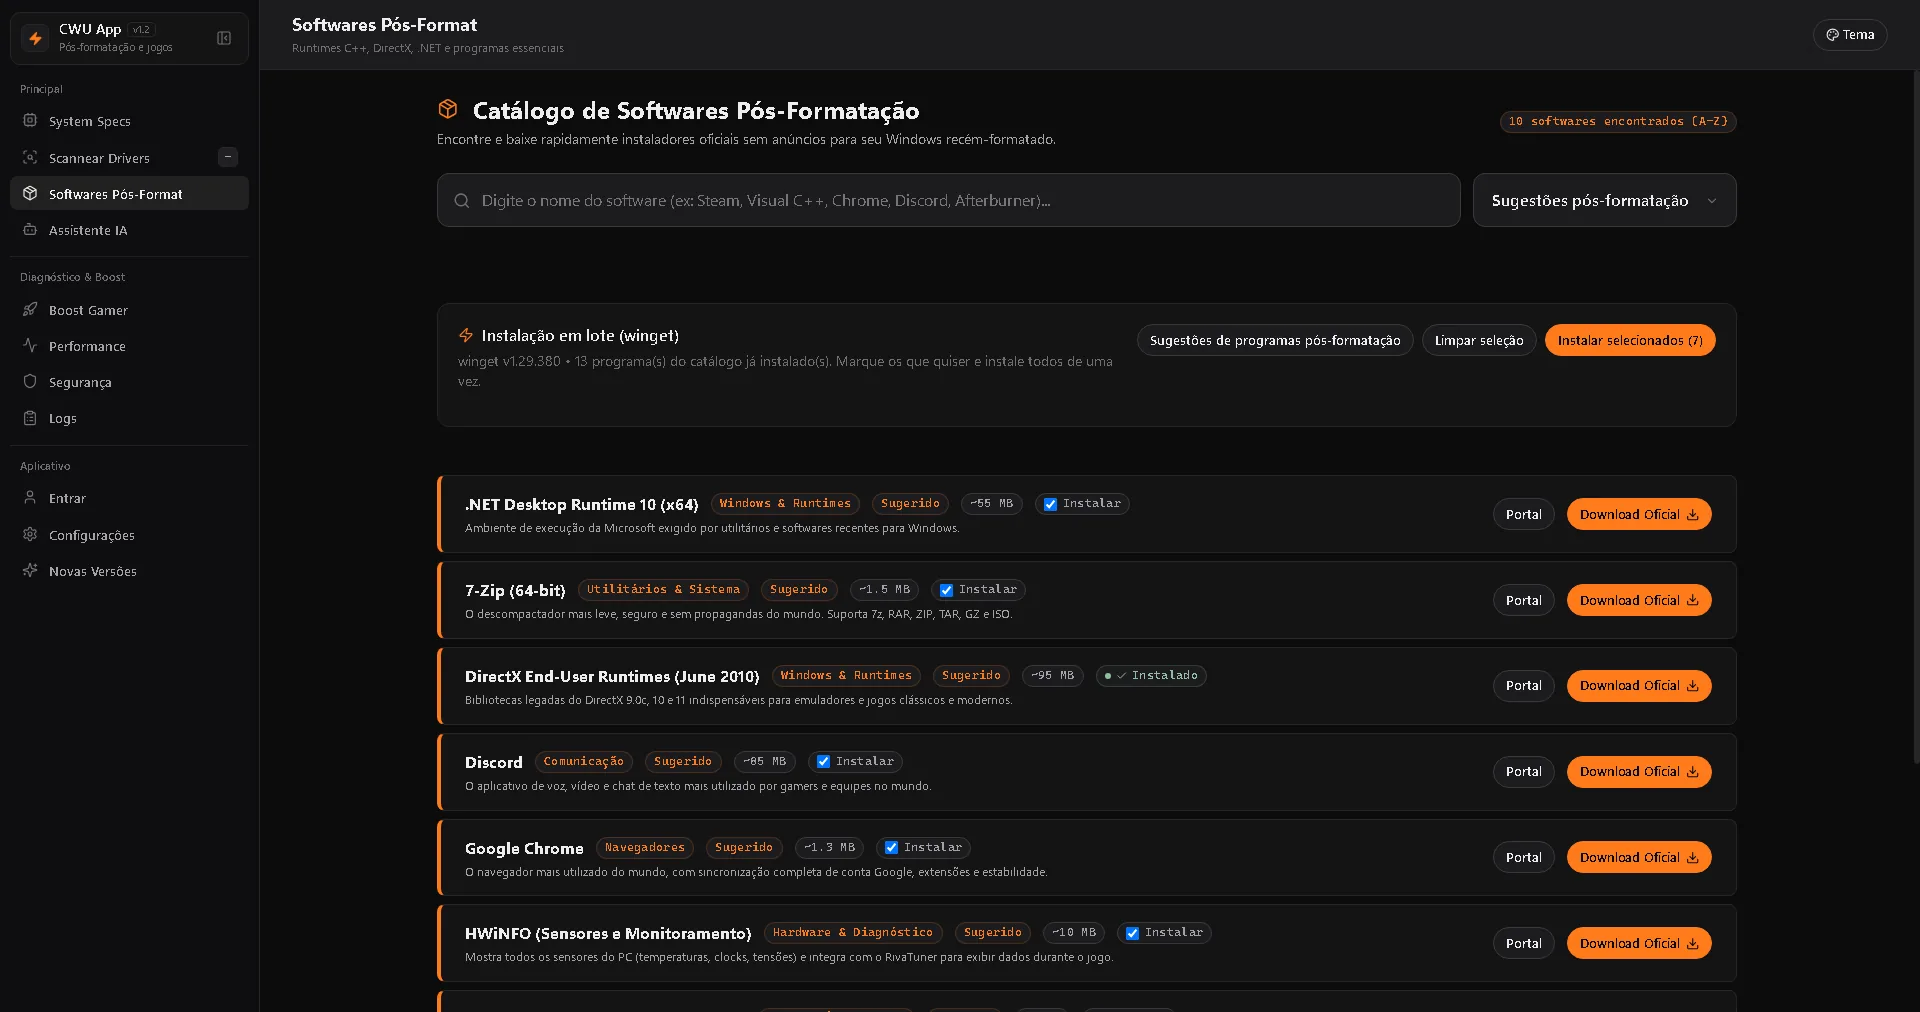 CWU App v1.2
Pós-formatação e jogos
Principal
System Specs
Scannear Drivers
Softwares Pós-Format
Assistente IA
Diagnóstico & Boost
Boost Gamer
Performance
Segurança
Logs
Aplicativo
Entrar
Configurações
Novas Versões
Softwares Pós-Format
Runtimes C++, DirectX, .NET e programas essenciais
Tema
Catálogo de Softwares Pós-Formatação
Encontre e baixe rapidamente instaladores oficiais sem anúncios para seu Windows recém-formatado.
10 softwares encontrados (A-Z)
Digite o nome do software (ex: Steam, Visual C++, Chrome, Discord, Afterburner)...
Sugestões pós-formatação
Instalação em lote (winget)
winget v1.29.380 • 13 programa(s) do catálogo já instalado(s). Marque os que quiser e instale todos de uma
vez.
Sugestões de programas pós-formatação
Limpar seleção
Instalar selecionados (7)
.NET Desktop Runtime 10 (x64) Windows & Runtimes Sugerido ~55 MB Instalar
Ambiente de execução da Microsoft exigido por utilitários e softwares recentes para Windows.
Portal Download Oficial
7-Zip (64-bit) Utilitários & Sistema Sugerido ~1.5 MB Instalar
O descompactador mais leve, seguro e sem propagandas do mundo. Suporta 7z, RAR, ZIP, TAR, GZ e ISO.
Portal Download Oficial
DirectX End-User Runtimes (June 2010) Windows & Runtimes Sugerido ~95 MB ✓ Instalado
Bibliotecas legadas do DirectX 9.0c, 10 e 11 indispensáveis para emuladores e jogos clássicos e modernos.
Portal Download Oficial
Discord Comunicação Sugerido ~85 MB Instalar
O aplicativo de voz, vídeo e chat de texto mais utilizado por gamers e equipes no mundo.
Portal Download Oficial
Google Chrome Navegadores Sugerido ~1.3 MB Instalar
O navegador mais utilizado do mundo, com sincronização completa de conta Google, extensões e estabilidade.
Portal Download Oficial
HWiNFO (Sensores e Monitoramento) Hardware & Diagnóstico Sugerido ~10 MB Instalar
Mostra todos os sensores do PC (temperaturas, clocks, tensões) e integra com o RivaTuner para exibir dados durante o jogo.
Portal Download Oficial